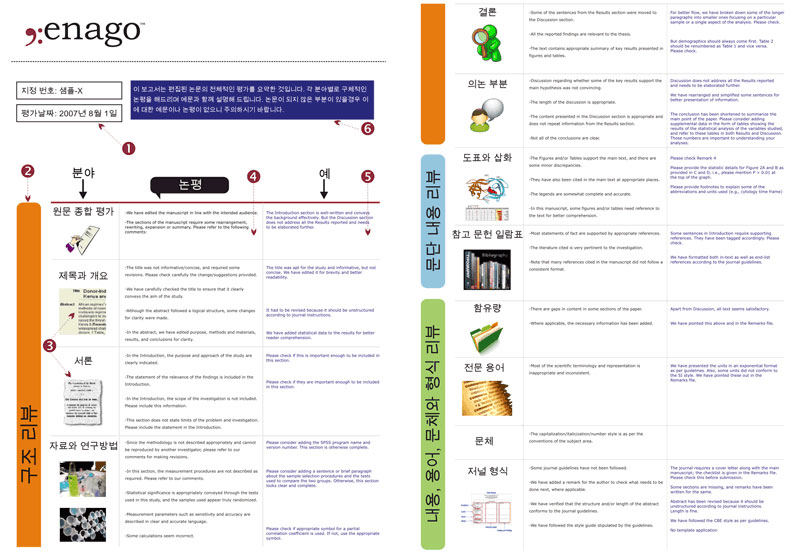 enago™
지정 번호: 샘플-X
평가날짜: 2007년 8월 1일
이 보고서는 편집된 논문의 전체적인 평가를 요약한 것입니다. 각 분야별로 구체적인
논평을 해드리며 예문과 함께 설명해 드립니다. 논문이 되지 않은 부분이 있을경우 이
에 대한 예문이나 논평이 없으니 주의하시기 바랍니다.
1
6
2
분야
논평
4
예
5
구조 리뷰
원문 종합 평가
-We have edited the manuscript in line with the intended audience.
-The sections of the manuscript require some rearrangement,
rewriting, expansion or summary. Please refer to the following
comments:
The Introduction section is well-written and conveys
the background effectively. But the Discussion section
does not address all the Results reported and needs
to be elaborated further.
제목과 개요
Title
Abstract
-The title was not informative/concise, and required some
revisions. Please check carefully the change/suggestions provided.
-We have carefully checked the title to ensure that it clearly
convoys the aim of the study.
-Although the abstract followed a logical structure, some changes
for clarity were made.
-In the abstract, we have edited purpose, methods and materials,
results, and conclusions for clarity.
The title was apt for the study and informative, but not
concise. We have edited it for brevity and better
readability.
It had to be revised because it should be unstructured
according to journal instructions.
We have added statistical data to the results for better
reader comprehension.
3
서론
-In the Introduction, the purpose and approach of the study are
clearly indicated.
-The statement of the relevance of the findings is included in the
Introduction.
-In the Introduction, the scope of the investigation is not included.
Please include this information.
-The section does not state limits of the problem and investigation.
Please include the statement in the Introduction.
Please check if this is important enough to be included in
this section.
Please check if they are important enough to be included
in this section.
자료와 연구방법
-Since the methodology is not described appropriately and cannot
be reproduced by another investigator, please refer to our
comments for making revisions.
-In this section, the measurement procedures are not described as
required. Please refer to our comments.
-Statistical significance is appropriately conveyed through the tests
used in this study, and the samples used appear truly randomized.
-Measurement parameters such as sensitivity and accuracy are
described in clear and accurate language.
-Some calculations seem incorrect.
Please consider adding the SPSS program name and
version number. This section is otherwise complete.
Please consider adding a sentence or brief paragraph
about the sample selection procedures and the tests
used to compare the two groups. Otherwise, this section
looks clear and complete.
Please check if appropriate symbol for a partial
correlation coefficient is used. If not, use the appropriate
symbol.
결론
-Some of the sentences from the Results section were moved to
the Discussion section.
-All the reported findings are relevant to the thesis.
-The text contains appropriate summary of key results presented in
figures and tables.
For better flow, we have broken down some of the longer
paragraphs into smaller ones focusing on a particular
sample or a single aspect of the analysis. Please check.
But demographics should always come first, Table 2
should be renumbered as Table 1 and vice versa.
Please check.
의논 부분
-Discussion regarding whether some of the key results support the
main hypothesis was not convincing.
-The length of the discussion is appropriate.
-The content presented in the Discussion section is appropriate and
does not repeat information from the Results section.
-Not all of the conclusions are clear.
Discussion does not address all the Results reported
and needs to be elaborated further.
We have rearranged and simplified some sentences for
better presentation of information.
The conclusion has been shortened to summarize the
main point of the paper. Please consider adding
supplemental data in the form of tables showing the
results of the statistical analysis of the variables studied,
and refer to these tables in both Results and Discussion.
Those numbers are important to understanding your
analyses.
문단 내용 리뷰
도표와 삽화
-The Figures and/or Tables support the main text, and there are
some minor discrepancies.
-They have also been cited in the main text at appropriate places.
-The legends are somewhat complete and accurate.
-In this manuscript, some figures/tables need reference to
the text for better comprehension.
Please check Remark 4
Please provide the statistic details for Figure 2A and B as
provided in C and D, i.e., please mention P > 0.01 at
the top of the graph.
Please provide footnotes to explain some of the
abbreviations and units used (e.g., cytology-time frame)
참고 문헌 일람표
Bibliography
-Most statements of fact are supported by appropriate references.
-The literature cited is very pertinent to the investigation.
-Note that many references cited in the manuscript did not follow a
consistent format.
Some sentences in Introduction require supporting
references. They have been tagged accordingly. Please
check.
We have formatted both in-text as well as end-list
references according to the journal guidelines.
내용, 용어, 문체와 형식 리뷰
함유량
-There are gaps in content in some sections of the paper.
-Where applicable, the necessary information has been added.
Apart from Discussion, all text seems satisfactory.
We have pointed this above and in the Remarks file.
전문 용어
-Most of the scientific terminology and representation is
inappropriate and inconsistent.
We have presented the units in an exponential format
as per guidelines. Also, some units did not conform to
the SI style. We have pointed these out in the
Remarks file.
문체
-The capitalization/italicization/number style is as per the
conventions of the subject area.
저널 형식
-Some journal guidelines have not been followed.
-We have added a remark for the author to check what needs to be
done next, where applicable.
-We have verified that the structure and/or length of the abstract
conforms to the journal guidelines.
-We have followed the style guide stipulated by the guidelines.
The journal requires a cover letter along with the main
manuscript; the checklist is given in the Remarks file.
Please check this before submission.
Some sections are missing, and remarks have been
written for the same.
Abstract has been revised because it should be
unstructured according to journal instructions.
Length is fine.
We have followed the CBE style as per guidelines.
No template application.